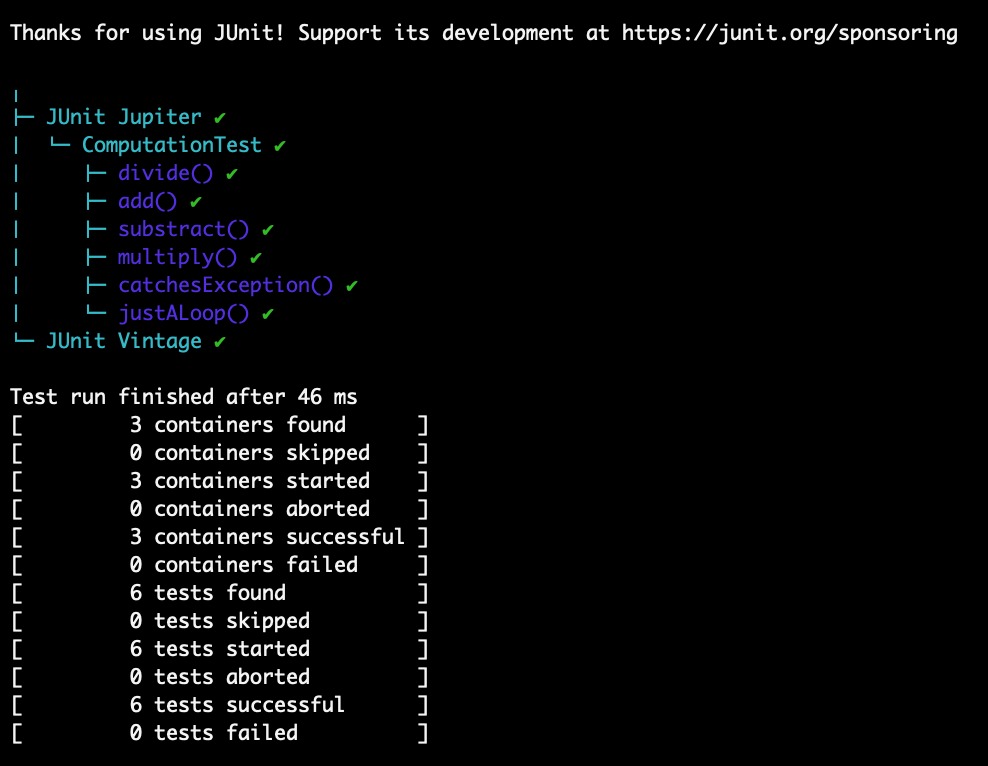 Thanks for using JUnit! Support its development at https://junit.org/sponsoring
╷
├─ JUnit Jupiter ✔
│  └─ ComputationTest ✔
│     ├─ divide() ✔
│     ├─ add() ✔
│     ├─ substract() ✔
│     ├─ multiply() ✔
│     ├─ catchesException() ✔
│     └─ justALoop() ✔
└─ JUnit Vintage ✔
Test run finished after 46 ms
[         3 containers found      ]
[         0 containers skipped    ]
[         3 containers started    ]
[         0 containers aborted    ]
[         3 containers successful ]
[         0 containers failed     ]
[         6 tests found           ]
[         0 tests skipped         ]
[         6 tests started         ]
[         0 tests aborted         ]
[         6 tests successful      ]
[         0 tests failed          ]